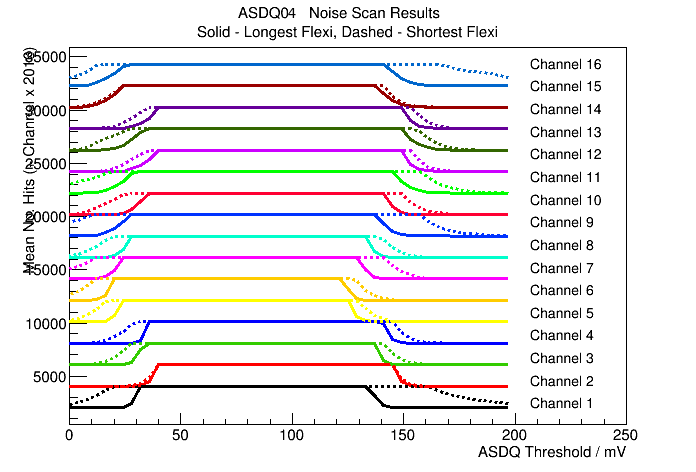 ASDQ04 Noise Scan Results
Solid - Longest Flexi, Dashed - Shortest Flexi
35000
30000
25000
20000
15000
10000
5000
Channel 16
Channel 15
Channel 14
Channel 13
Channel 12
Channel 11
Channel 10
Channel 9
Channel 8
Channel 7
Channel 6
Channel 5
Channel 4
Channel 3
Channel 2
Channel 1
0 50 100 150 200 250
ASDQ Threshold / mV
Mean No. Hits Channel x